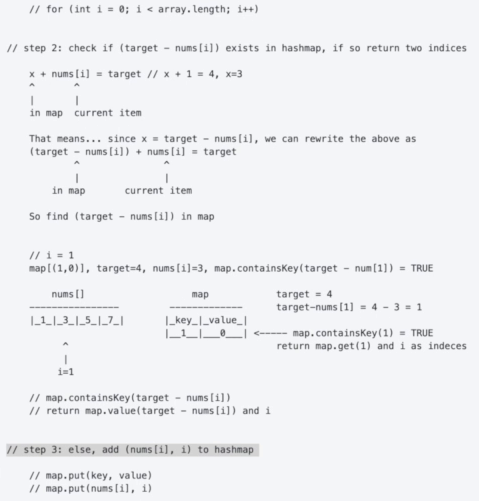 // for (int i = 0; i < array.length; i++)
// step 2: check if (target - nums[i]) exists in hashmap, if so return two indices
x + nums[i] = target // x + 1 = 4, x=3
^ ^
| |
in map current item
That means... since x = target - nums[i], we can rewrite the above as
(target - nums[i]) + nums[i] = target
^ ^
| |
in map current item
So find (target - nums[i]) in map
// i = 1
map[(1,0)], target=4, nums[i]=3, map.containsKey(target - num[1]) = TRUE
nums[] map target = 4
--------------- ------------- target-nums[1] = 4 - 3 = 1
|_1_|_3_|_5_|_7_| |_key_|_value_|
|__1__|___0___| <----- map.containsKey(1) = TRUE
^ return map.get(1) and i as indeces
|
i=1
// map.containsKey(target - nums[i])
// return map.value(target - nums[i]) and i
// step 3: else, add (nums[i], i) to hashmap
// map.put(key, value)
// map.put(nums[i], i)